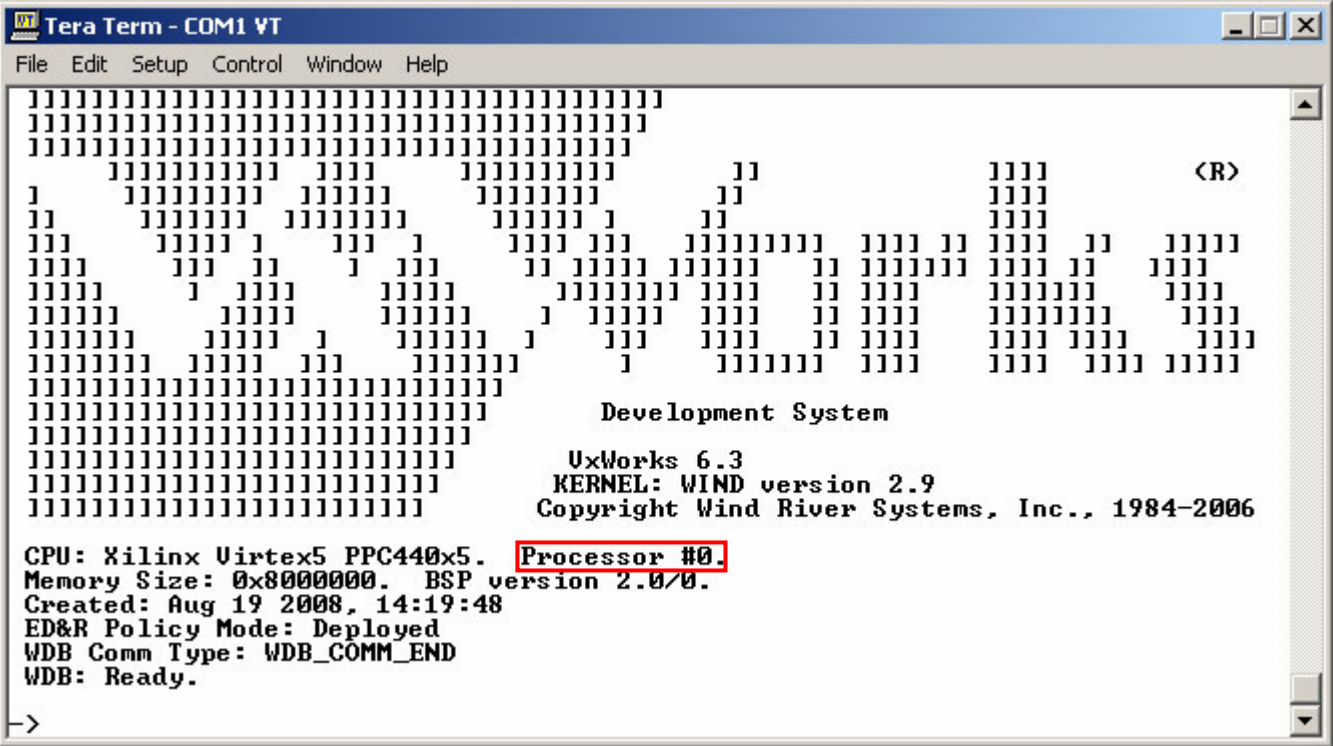 Tera Term - COM1 VT
File Edit Setup Control Window Help
]]]]]]]]]]]]]]]]]]]]]]]]]]]]]]]]]]]]]]]]
]]]]]]]]]]]]]]]]]]]]]]]]]]]]]]]]]]]]]]]
]]]]]]]]]]]]]]]]]]]]]]]]]]]]]]]]]]]]]]
     ]]]]]]]]]]]  ]]]]     ]]]]]]]]]]       ]]              ]]]]         (R)
]     ]]]]]]]]]  ]]]]]]     ]]]]]]]]       ]]               ]]]]
]]     ]]]]]]]  ]]]]]]]]     ]]]]]] ]     ]]                ]]]]
]]]     ]]]]] ]    ]]]  ]     ]]]] ]]]   ]]]]]]]]]  ]]]] ]] ]]]]  ]]   ]]]]]
]]]]     ]]]  ]]    ]  ]]]     ]] ]]]]] ]]]]]]   ]] ]]]]]]] ]]]] ]]   ]]]]
]]]]]     ]  ]]]]     ]]]]]      ]]]]]]]] ]]]]   ]] ]]]]    ]]]]]]]    ]]]]
]]]]]]      ]]]]]     ]]]]]]    ]  ]]]]]  ]]]]   ]] ]]]]    ]]]]]]]]    ]]]]
]]]]]]]    ]]]]]  ]    ]]]]]]  ]    ]]]   ]]]]   ]] ]]]]    ]]]] ]]]]    ]]]]
]]]]]]]] ]]]]]  ]]]    ]]]]]]]       ]     ]]]]]]]  ]]]]    ]]]]  ]]]] ]]]]]
]]]]]]]]]]]]]]]]]]]]]]]]]]]]]]
]]]]]]]]]]]]]]]]]]]]]]]]]]]]]       Development System
]]]]]]]]]]]]]]]]]]]]]]]]]]]]
]]]]]]]]]]]]]]]]]]]]]]]]]]]       VxWorks 6.3
]]]]]]]]]]]]]]]]]]]]]]]]]]       KERNEL: WIND version 2.9
]]]]]]]]]]]]]]]]]]]]]]]]]       Copyright Wind River Systems, Inc., 1984-2006
CPU: Xilinx Virtex5 PPC440x5.  Processor #0.
Memory Size: 0x8000000.  BSP version 2.0/0.
Created: Aug 19 2008, 14:19:48
ED&R Policy Mode: Deployed
WDB Comm Type: WDB_COMM_END
WDB: Ready.
->